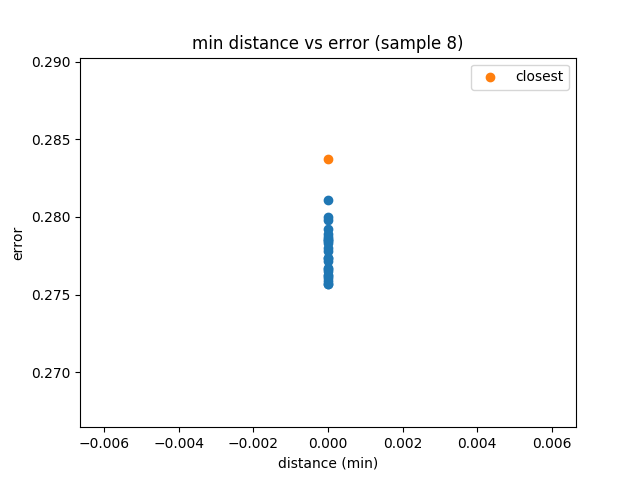 min distance vs error (sample 8)
closest
0.290
0.285
0.280
0.275
0.270
error
−0.006 −0.004 −0.002 0.000 0.002 0.004 0.006
distance (min)